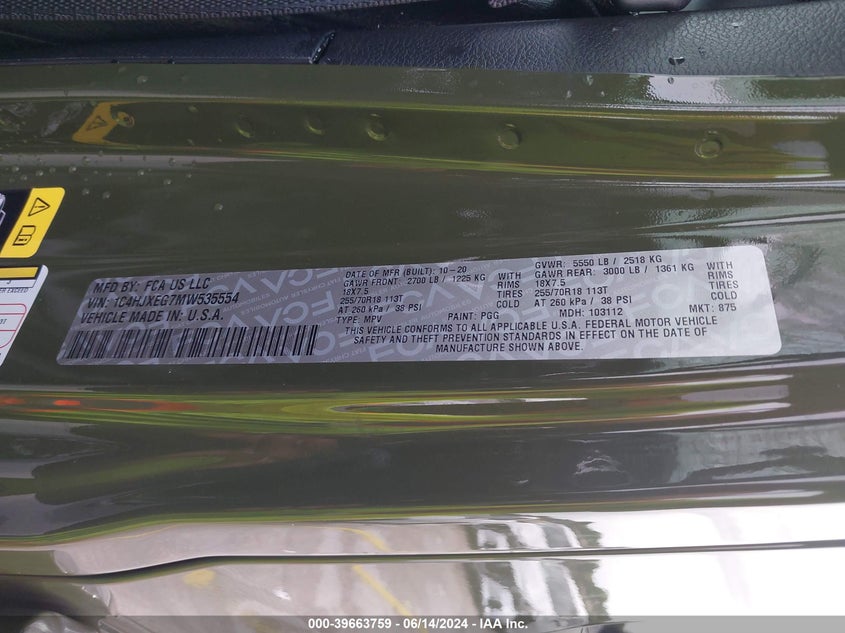 MFD BY: FCA US LLC
VIN: 1C4HJXEG7MW535554
VEHICLE MADE IN U.S.A.
DATE OF MFR (BUILT): 10-20 GVWR: 5550 LB / 2518 KG
GAWR FRONT: 2700 LB / 1225 KG WITH GAWR REAR: 3000 LB / 1361 KG WITH
18X7.5 RIMS 18X7.5 RIMS
255/70R18 113T TIRES 255/70R18 113T TIRES
AT 260 kPa / 38 PSI COLD AT 260 kPa / 38 PSI COLD
TYPE: MPV PAINT: PGG MDH: 103112 MKT: 875
THIS VEHICLE CONFORMS TO ALL APPLICABLE U.S.A. FEDERAL MOTOR VEHICLE
SAFETY AND THEFT PREVENTION STANDARDS IN EFFECT ON THE DATE OF
MANUFACTURE SHOWN ABOVE.
000-39663759 - 06/14/2024 - IAA Inc.